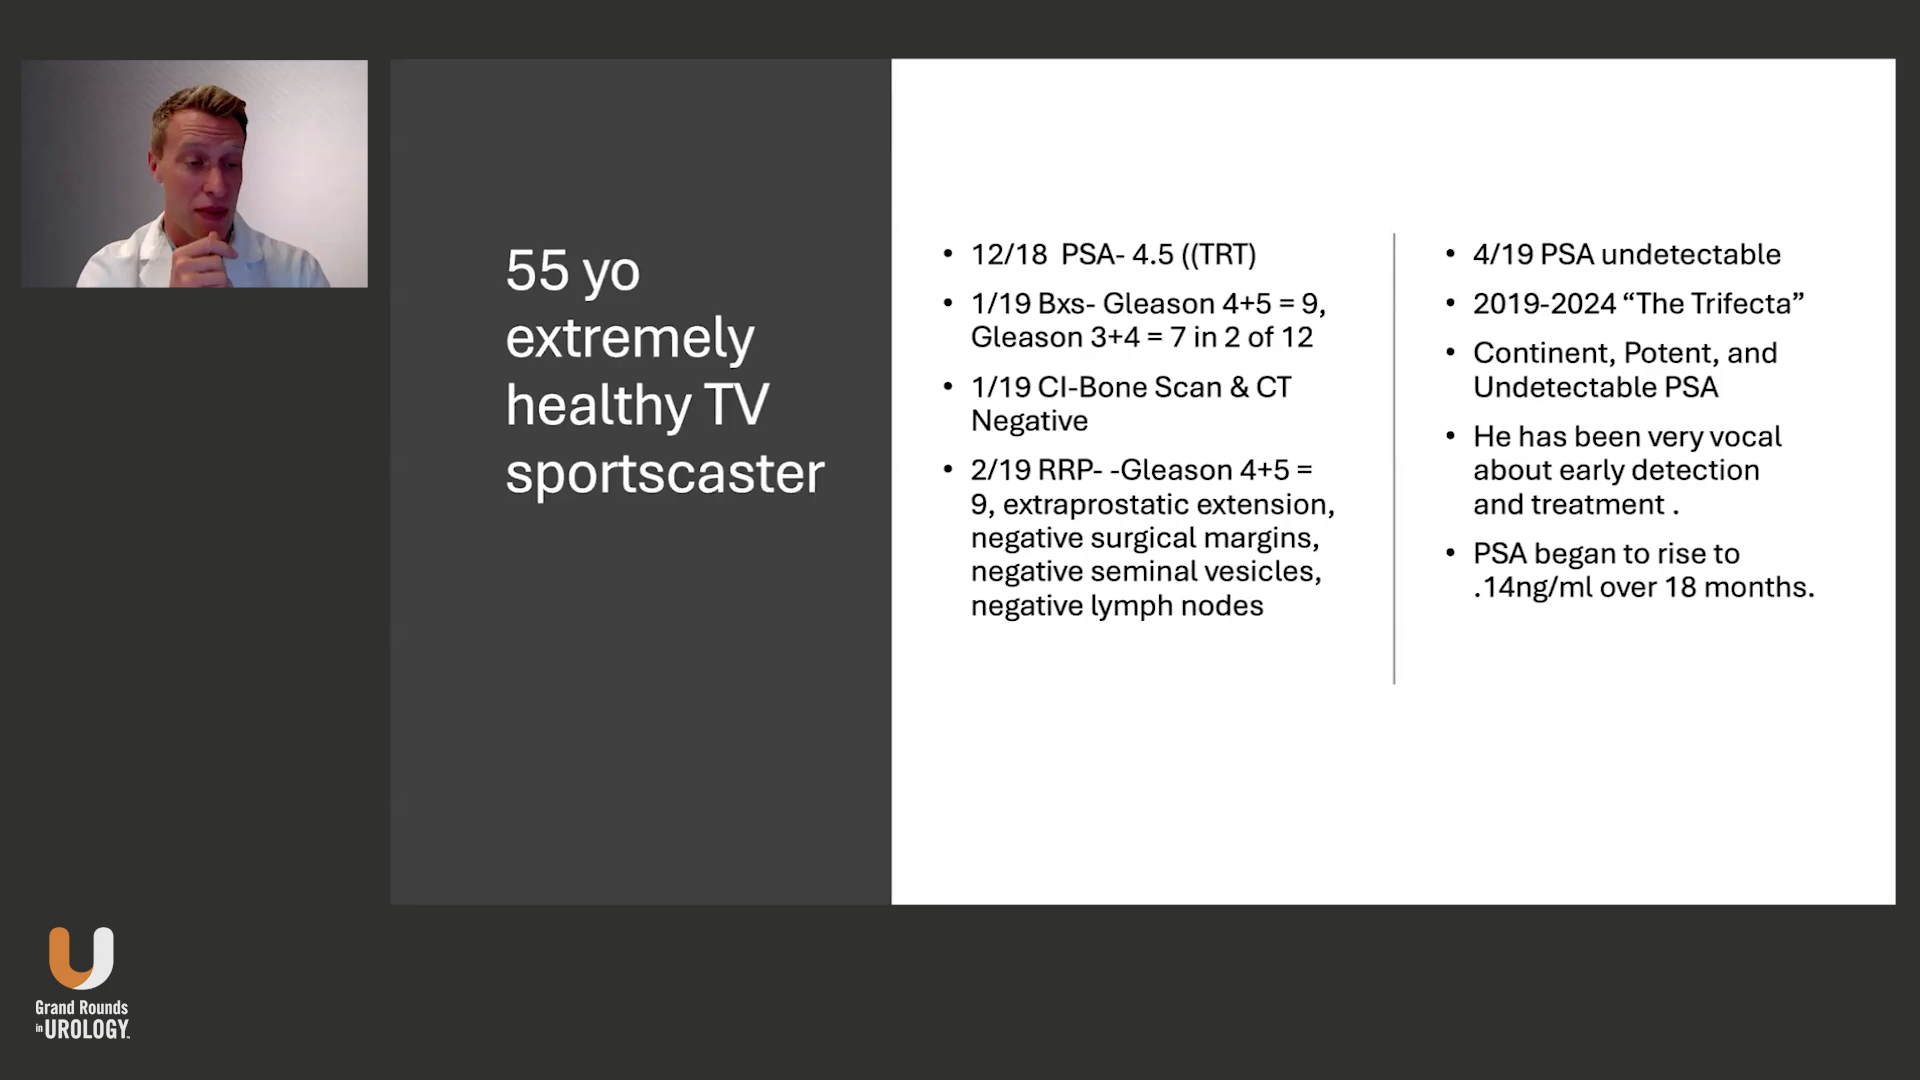 55 yo
extremely
healthy TV
sportscaster
• 12/18  PSA- 4.5 ((TRT)
• 1/19 Bxs- Gleason 4+5 = 9,
Gleason 3+4 = 7 in 2 of 12
• 1/19 CI-Bone Scan & CT
Negative
• 2/19 RRP- -Gleason 4+5 =
9, extraprostatic extension,
negative surgical margins,
negative seminal vesicles,
negative lymph nodes
• 4/19 PSA undetectable
• 2019-2024 “The Trifecta”
• Continent, Potent, and
Undetectable PSA
• He has been very vocal
about early detection
and treatment .
• PSA began to rise to
.14ng/ml over 18 months.
Grand Rounds
in UROLOGY™